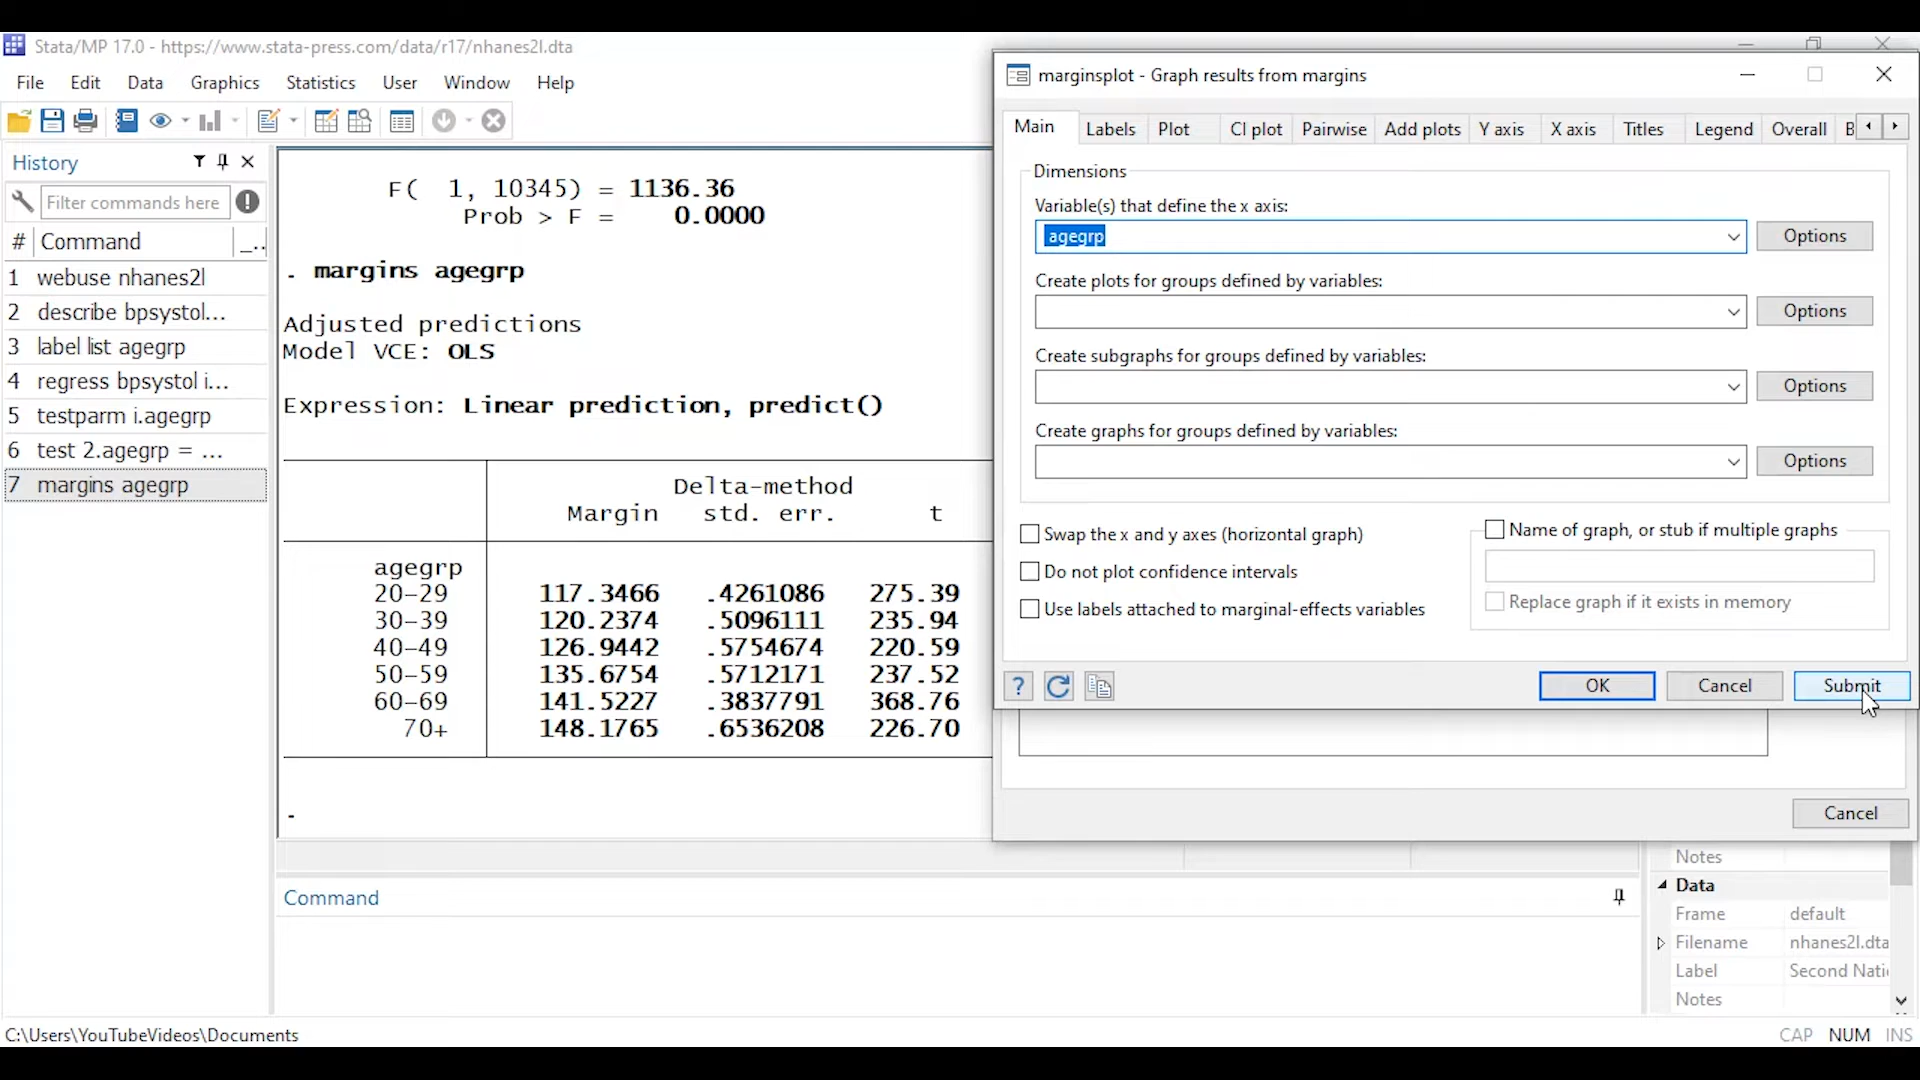 Stata/MP 17.0 - https://www.stata-press.com/data/r17/nhanes2l.dta
File Edit Data Graphics Statistics User Window Help
History
Filter commands here
# Command _..
1 webuse nhanes2l
2 describe bpsystol...
3 label list agegrp
4 regress bpsystol i...
5 testparm i.agegrp
6 test 2.agegrp = ...
7 margins agegrp
F( 1, 10345) = 1136.36
Prob > F = 0.0000
. margins agegrp
Adjusted predictions
Model VCE: OLS
Expression: Linear prediction, predict()
Delta-method
Margin std. err. t
agegrp
20-29 117.3466 .4261086 275.39
30-39 120.2374 .5096111 235.94
40-49 126.9442 .5754674 220.59
50-59 135.6754 .5712171 237.52
60-69 141.5227 .3837791 368.76
70+ 148.1765 .6536208 226.70
.
Command
marginsplot - Graph results from margins
Main Labels Plot CI plot Pairwise Add plots Y axis X axis Titles Legend Overall B
Dimensions
Variable(s) that define the x axis:
agegrp Options
Create plots for groups defined by variables:
Options
Create subgraphs for groups defined by variables:
Options
Create graphs for groups defined by variables:
Options
Swap the x and y axes (horizontal graph)
Do not plot confidence intervals
Use labels attached to marginal-effects variables
Name of graph, or stub if multiple graphs
Replace graph if it exists in memory
? OK Cancel Submit
Cancel
Notes
Data
Frame default
Filename nhanes2l.dta
Label Second Nati
Notes
C:\Users\YouTubeVideos\Documents
CAP NUM INS